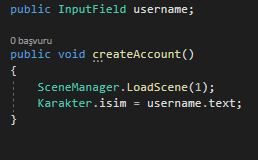 public InputField username;
0 başvuru
public void createAccount()
{
SceneManager.LoadScene(1);
Karakter.isim = username.text;
}